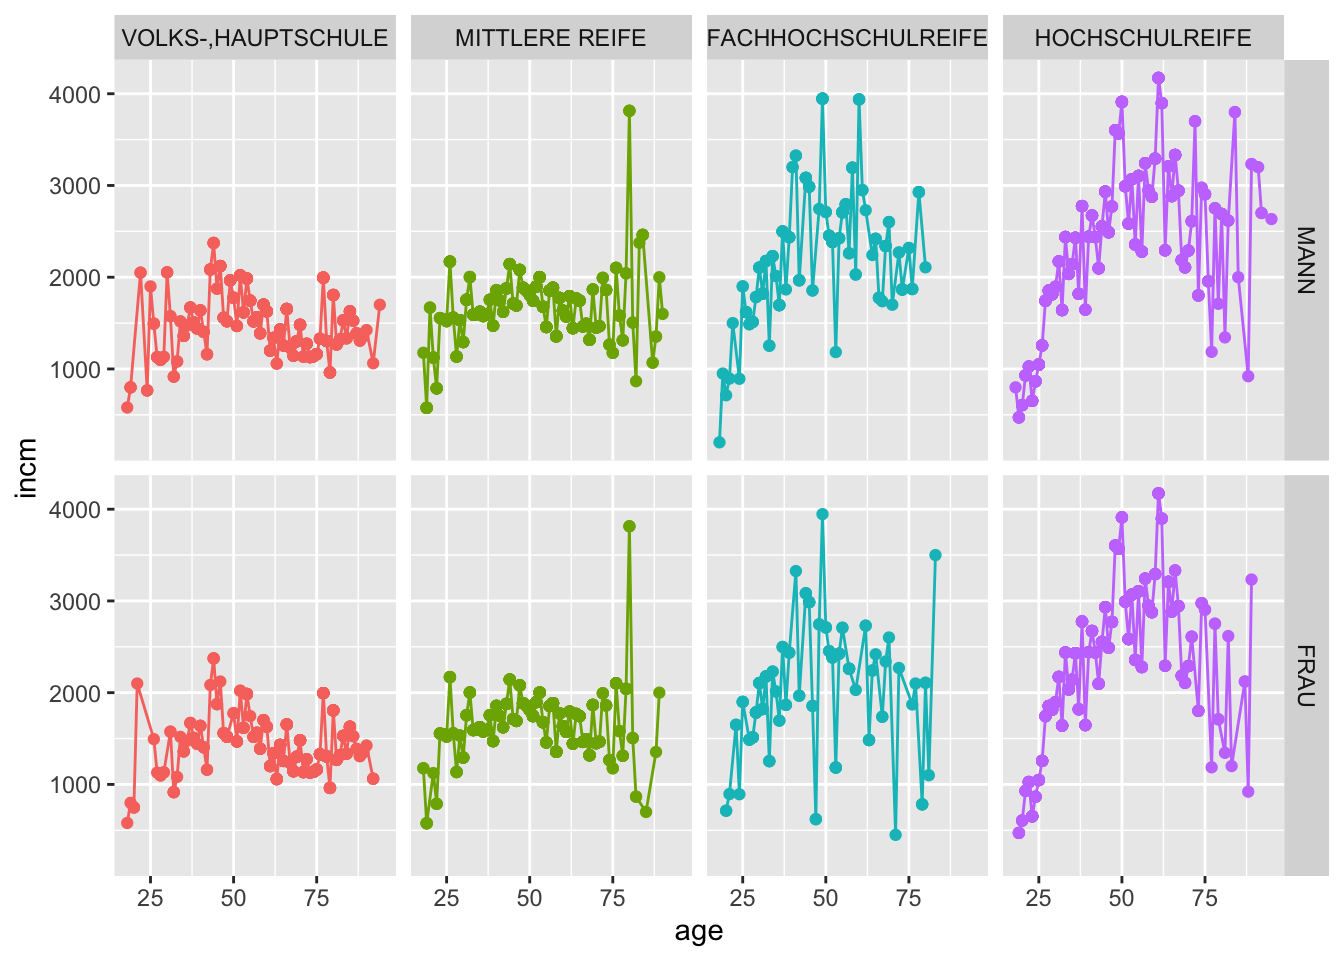 VOLKS-,HAUPTSCHULE MITTLERE REIFE FACHHOCHSCHULREIFE HOCHSCHULREIFE
4000
3000
2000
1000
MANN
incm
4000
3000
2000
1000
FRAU
25 50 75 25 50 75 25 50 75 25 50 75
age